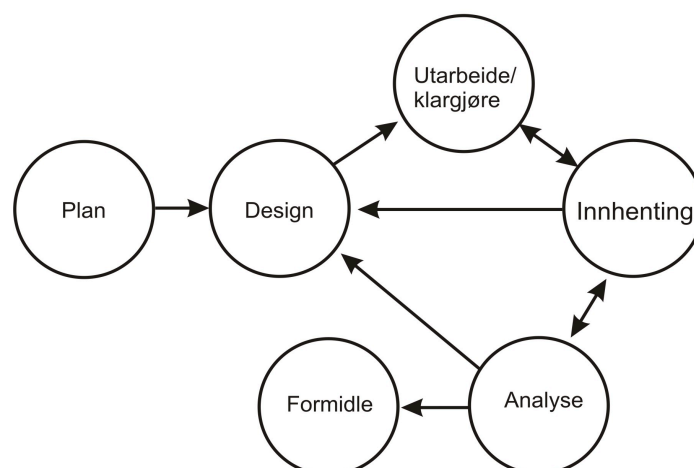 Utarbeide/
klargjøre
Plan
Design
Innhenting
Formidle
Analyse